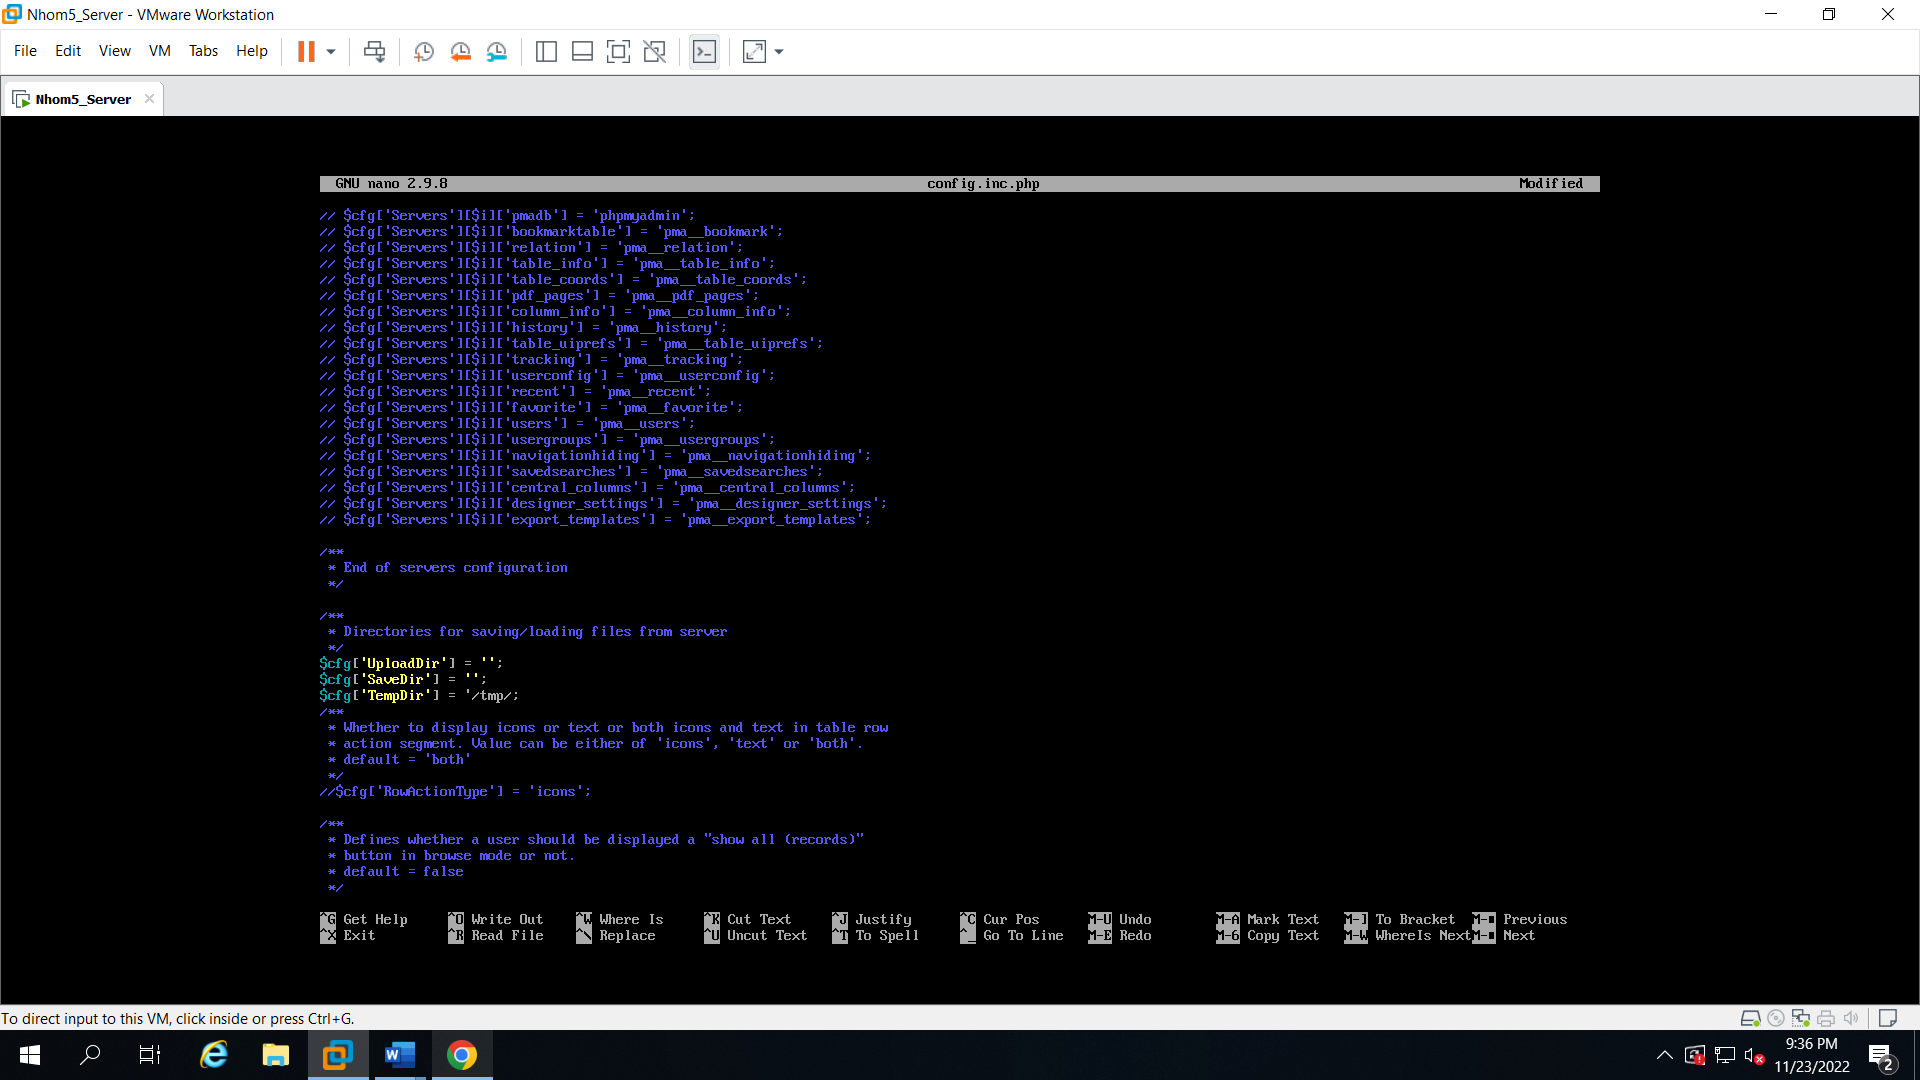 Nhom5_Server - VMware Workstation
File Edit View VM Tabs Help
Nhom5_Server
GNU nano 2.9.8 config.inc.php Modified
// $cfg['Servers'][$i]['pmadb'] = 'phpmyadmin';
// $cfg['Servers'][$i]['bookmarktable'] = 'pma__bookmark';
// $cfg['Servers'][$i]['relation'] = 'pma__relation';
// $cfg['Servers'][$i]['table_info'] = 'pma__table_info';
// $cfg['Servers'][$i]['table_coords'] = 'pma__table_coords';
// $cfg['Servers'][$i]['pdf_pages'] = 'pma__pdf_pages';
// $cfg['Servers'][$i]['column_info'] = 'pma__column_info';
// $cfg['Servers'][$i]['history'] = 'pma__history';
// $cfg['Servers'][$i]['table_uiprefs'] = 'pma__table_uiprefs';
// $cfg['Servers'][$i]['tracking'] = 'pma__tracking';
// $cfg['Servers'][$i]['userconfig'] = 'pma__userconfig';
// $cfg['Servers'][$i]['recent'] = 'pma__recent';
// $cfg['Servers'][$i]['favorite'] = 'pma__favorite';
// $cfg['Servers'][$i]['users'] = 'pma__users';
// $cfg['Servers'][$i]['usergroups'] = 'pma__usergroups';
// $cfg['Servers'][$i]['navigationhiding'] = 'pma__navigationhiding';
// $cfg['Servers'][$i]['savedsearches'] = 'pma__savedsearches';
// $cfg['Servers'][$i]['central_columns'] = 'pma__central_columns';
// $cfg['Servers'][$i]['designer_settings'] = 'pma__designer_settings';
// $cfg['Servers'][$i]['export_templates'] = 'pma__export_templates';
/**
 * End of servers configuration
 */
/**
 * Directories for saving/loading files from server
 */
$cfg['UploadDir'] = '';
$cfg['SaveDir'] = '';
$cfg['TempDir'] = '/tmp/;
/**
 * Whether to display icons or text or both icons and text in table row
 * action segment. Value can be either of 'icons', 'text' or 'both'.
 * default = 'both'
 */
//$cfg['RowActionType'] = 'icons';
/**
 * Defines whether a user should be displayed a "show all (records)"
 * button in browse mode or not.
 * default = false
 */
^G Get Help ^O Write Out ^W Where Is ^K Cut Text ^J Justify ^C Cur Pos M-U Undo M-A Mark Text M-] To Bracket M-■ Previous
^X Exit ^R Read File ^\ Replace ^U Uncut Text ^T To Spell ^_ Go To Line M-E Redo M-6 Copy Text M-W WhereIs Next M-■ Next
To direct input to this VM, click inside or press Ctrl+G.
9:36 PM
11/23/2022
2